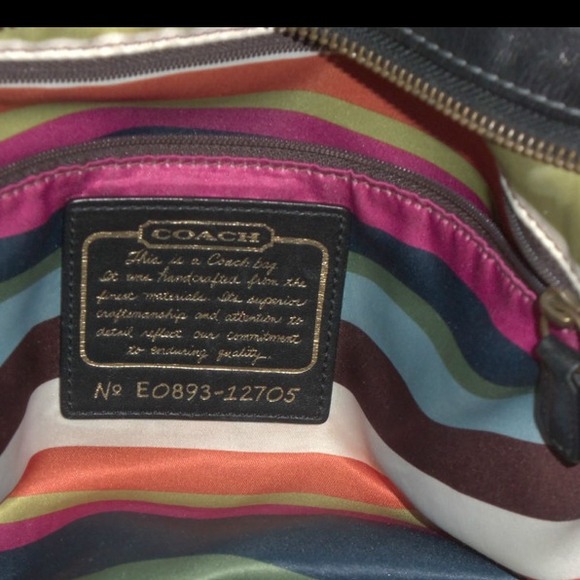 COACH
This is a Coach bag.
It was handcrafted from the
finest materials. Its superior
craftsmanship and attention to
detail reflect our commitment
to enduring quality.
Nº E0893-12705